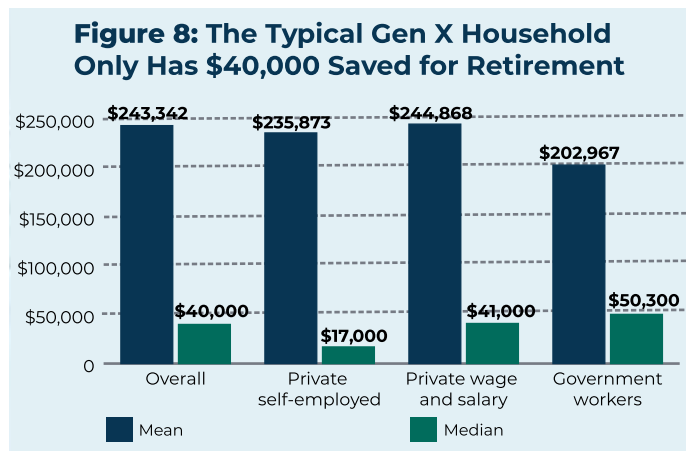 Figure 8: The Typical Gen X Household
Only Has $40,000 Saved for Retirement
$250,000
$200,000
$150,000
$100,000
$50,000
0
$243,342
$40,000
$235,873
$17,000
$244,868
$41,000
$202,967
$50,300
Overall
Private
self-employed
Private wage
and salary
Government
workers
Mean
Median